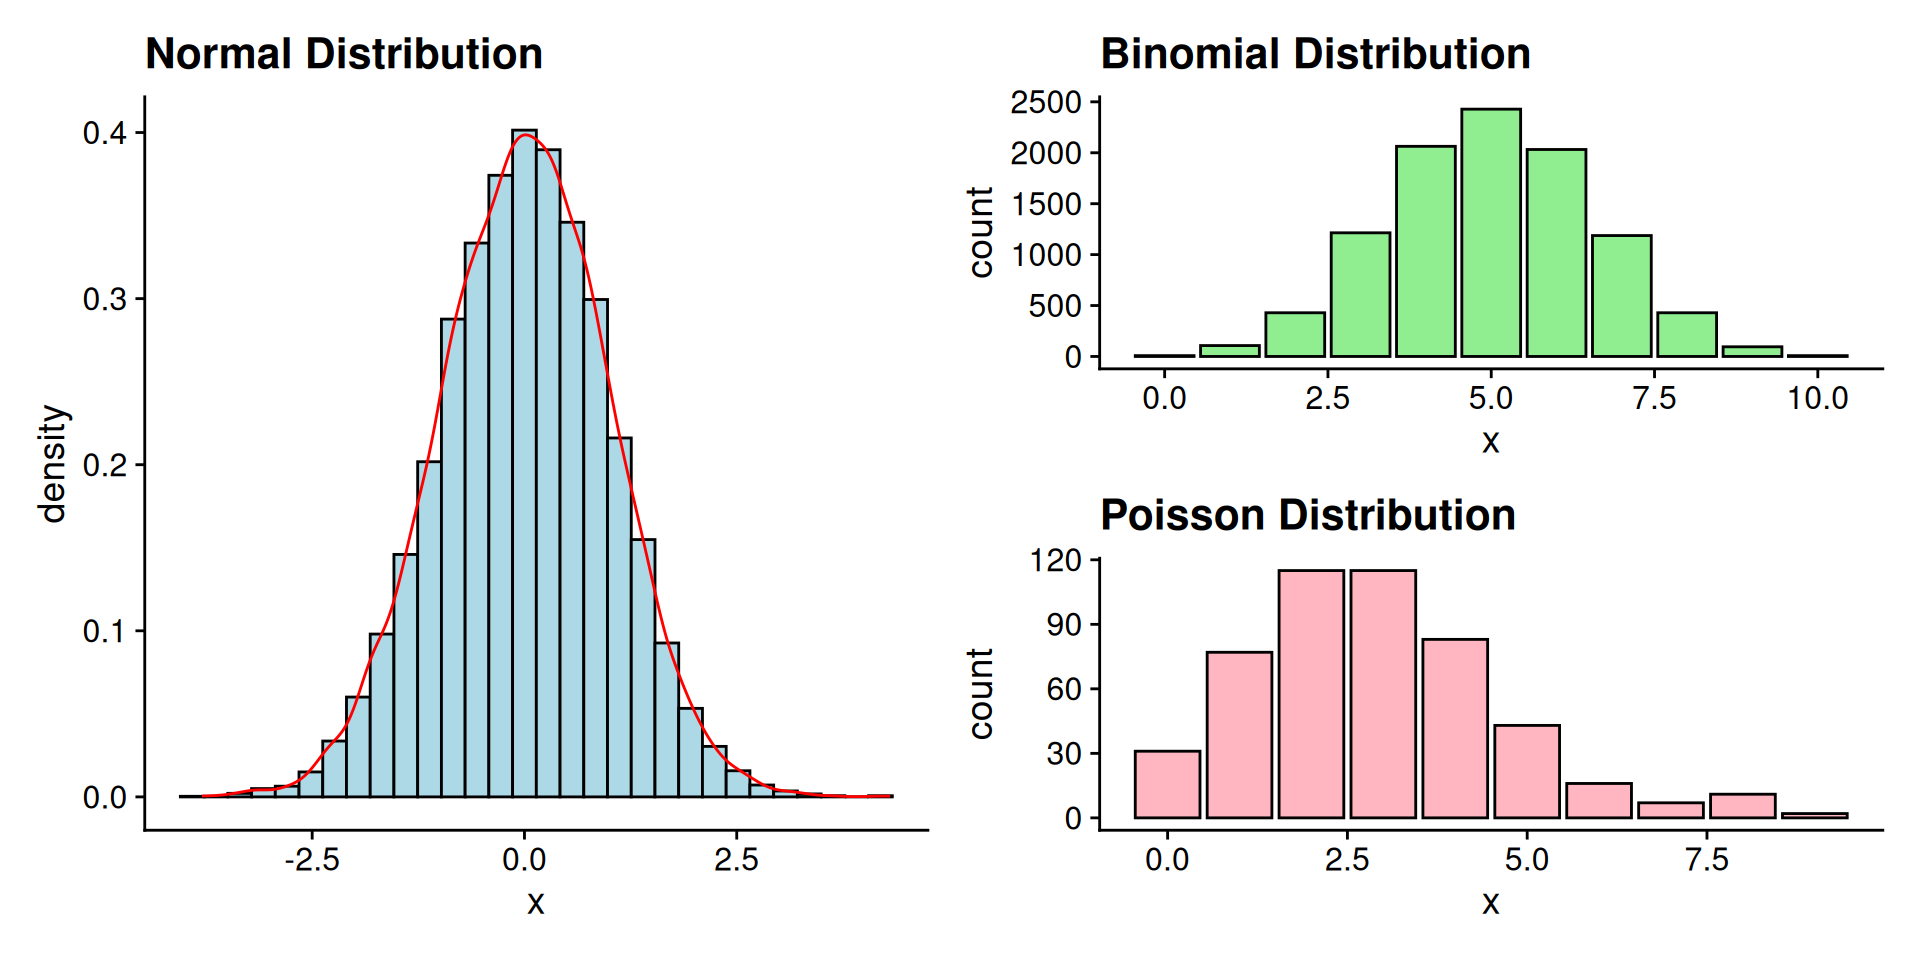 Normal Distribution
0.4
0.3
0.2
0.1
0.0
density
-2.5 0.0 2.5
x
Binomial Distribution
2500
2000
1500
1000
500
0
count
0.0 2.5 5.0 7.5 10.0
x
Poisson Distribution
120
90
60
30
0
count
0.0 2.5 5.0 7.5
x